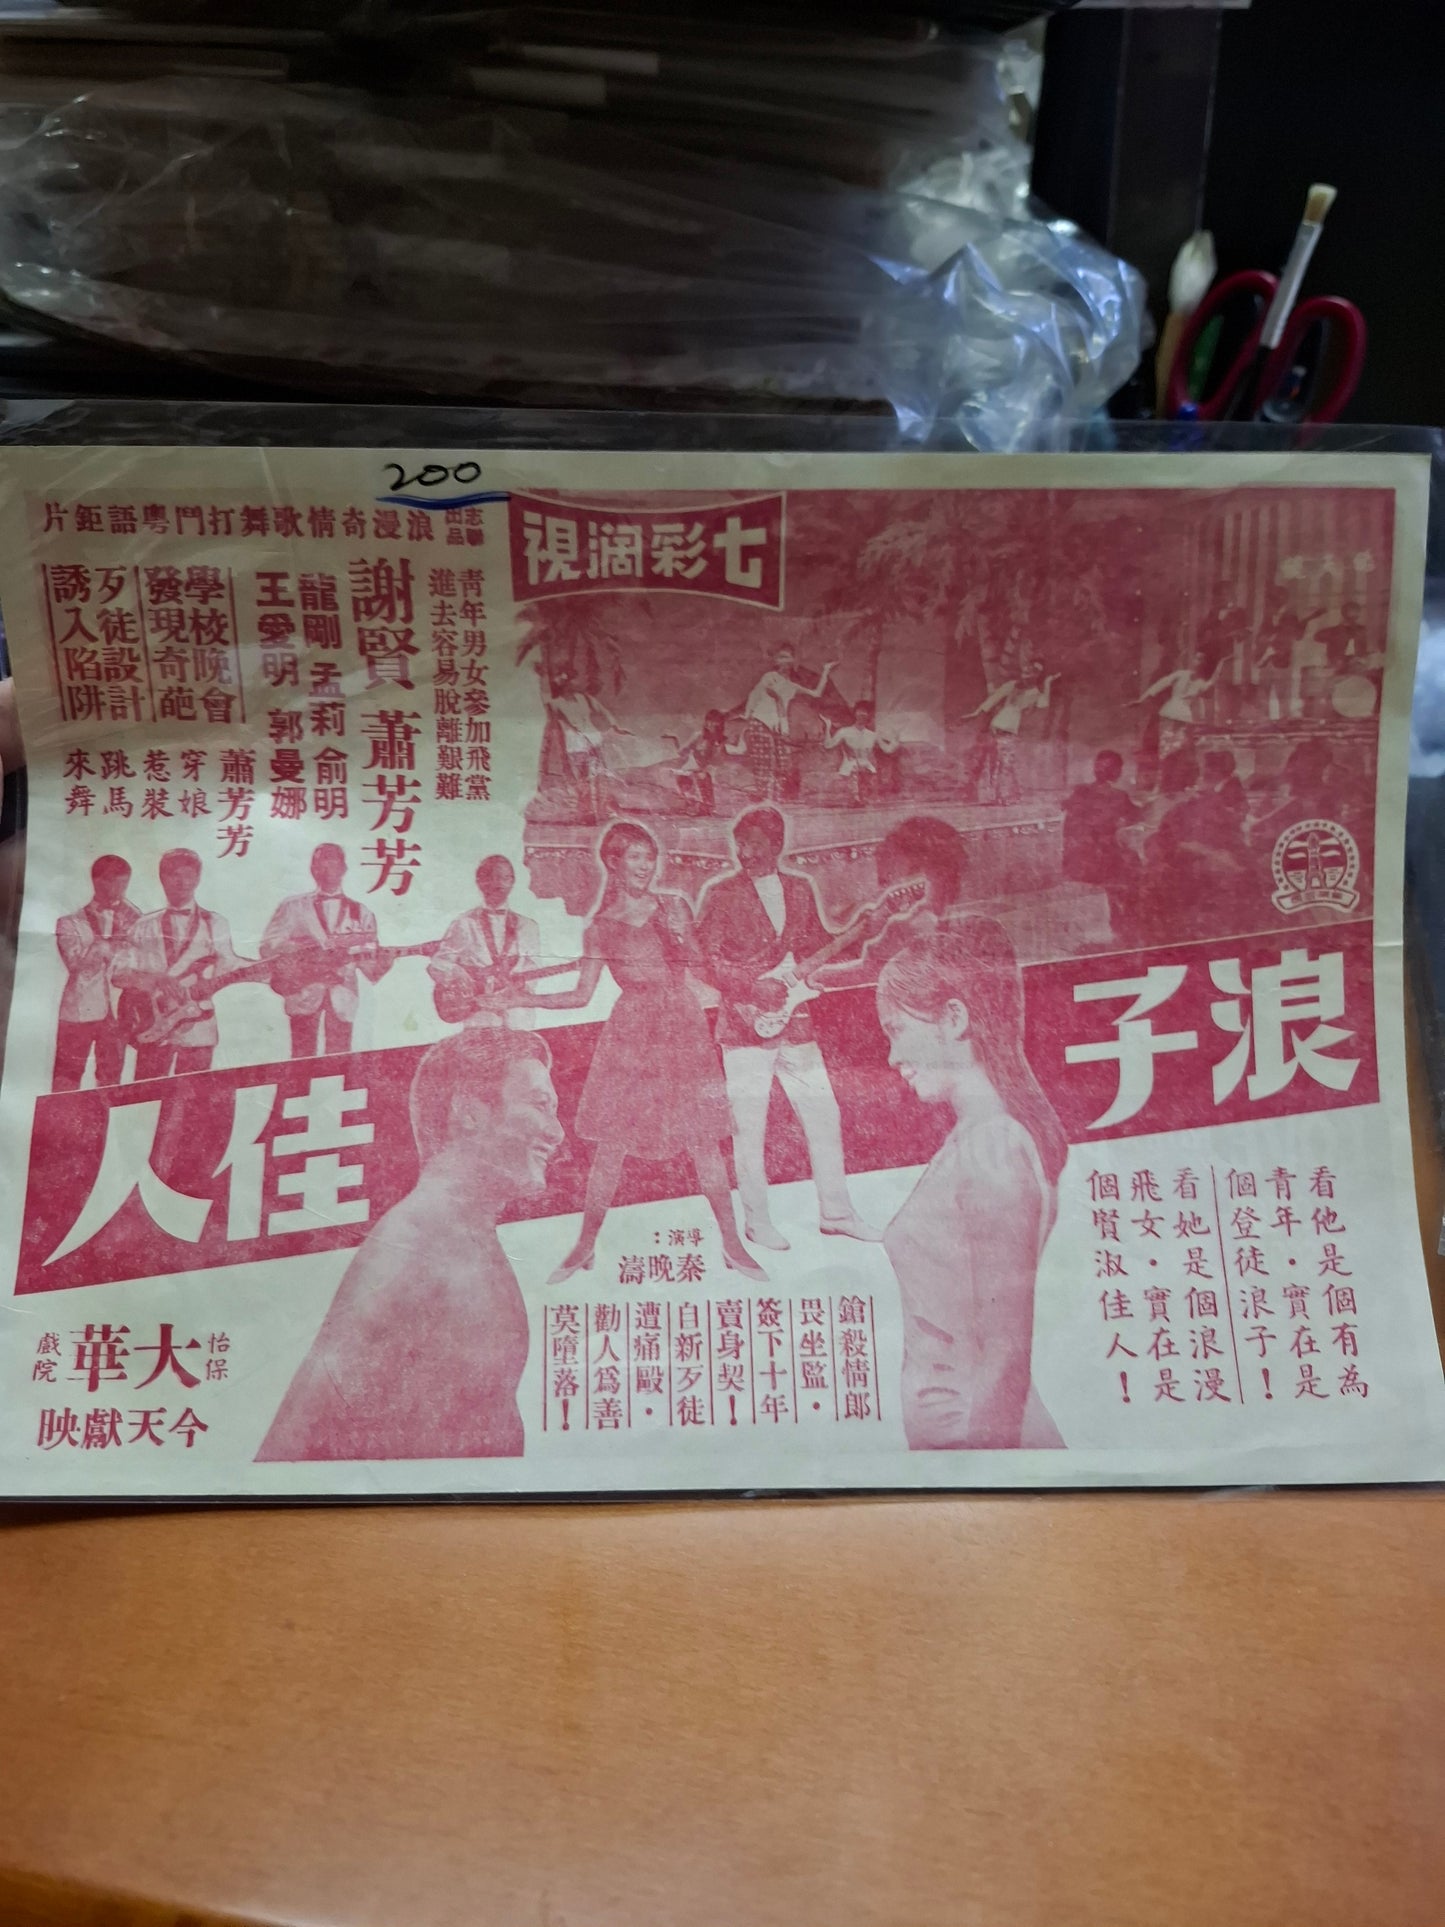 200
志聯
出品
浪漫奇情歌舞打鬥粵語鉅片
七彩濶視
青年男女參加飛黨
進去容易脫離艱難
謝賢 蕭芳芳
龍剛 孟莉 俞明
王愛明 郭曼娜
學校晚會
發現奇葩
歹徒設計
誘入陷阱
蕭芳芳
穿娘
惹裝
跳馬
來舞
浪子
佳人
看他是個有為
青年·實在是
個登徒浪子！
看她是個浪漫
飛女·實在是
個賢淑佳人！
導演：
秦晚濤
鎗殺情郎
畏坐監·
簽下十年
賣身契！
自新歹徒
遭痛毆·
勸人為善
莫墮落！
怡保
大華
戲院
今天獻映